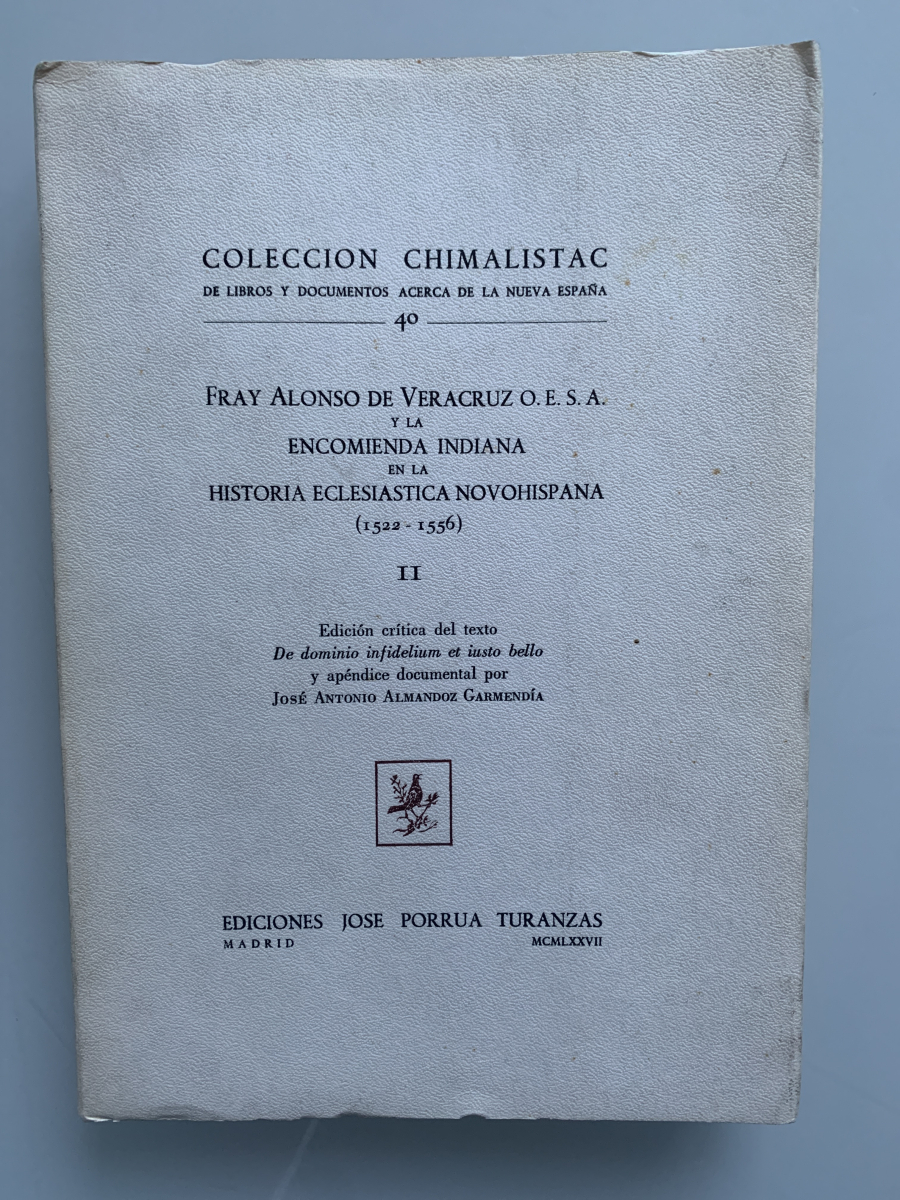 COLECCION CHIMALISTAC
DE LIBROS Y DOCUMENTOS ACERCA DE LA NUEVA ESPAÑA
40
FRAY ALONSO DE VERACRUZ O. E. S. A.
Y LA
ENCOMIENDA INDIANA
EN LA
HISTORIA ECLESIASTICA NOVOHISPANA
(1522 - 1556)
II
Edición crítica del texto
De dominio infidelium et iusto bello
y apéndice documental por
JOSÉ ANTONIO ALMANDOZ GARMENDÍA
EDICIONES JOSE PORRUA TURANZAS
MADRID MCMLXXVII